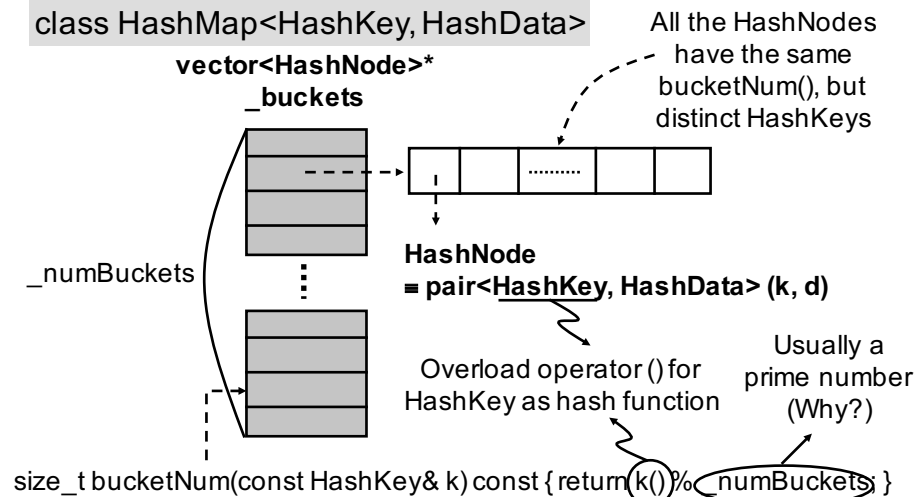 class HashMap<HashKey, HashData>
vector<HashNode>*
_buckets
All the HashNodes
have the same
bucketNum(), but
distinct HashKeys
_numBuckets
HashNode
≡ pair<HashKey, HashData> (k, d)
Overload operator () for
HashKey as hash function
Usually a
prime number
(Why?)
size_t bucketNum(const HashKey& k) const { return k() % _numBuckets; }